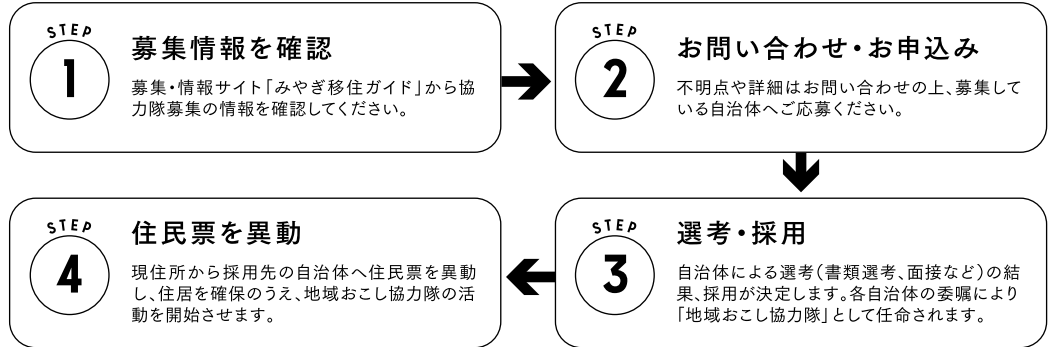 STEP
1
募集情報を確認
募集・情報サイト「みやぎ移住ガイド」から協
力隊募集の情報を確認してください。
STEP
2
お問い合わせ・お申込み
不明点や詳細はお問い合わせの上、募集して
いる自治体へご応募ください。
STEP
3
選考・採用
自治体による選考（書類選考、面接など）の結
果、採用が決定します。各自治体の委嘱により
「地域おこし協力隊」として任命されます。
STEP
4
住民票を異動
現住所から採用先の自治体へ住民票を異動
し、住居を確保のうえ、地域おこし協力隊の活
動を開始させます。